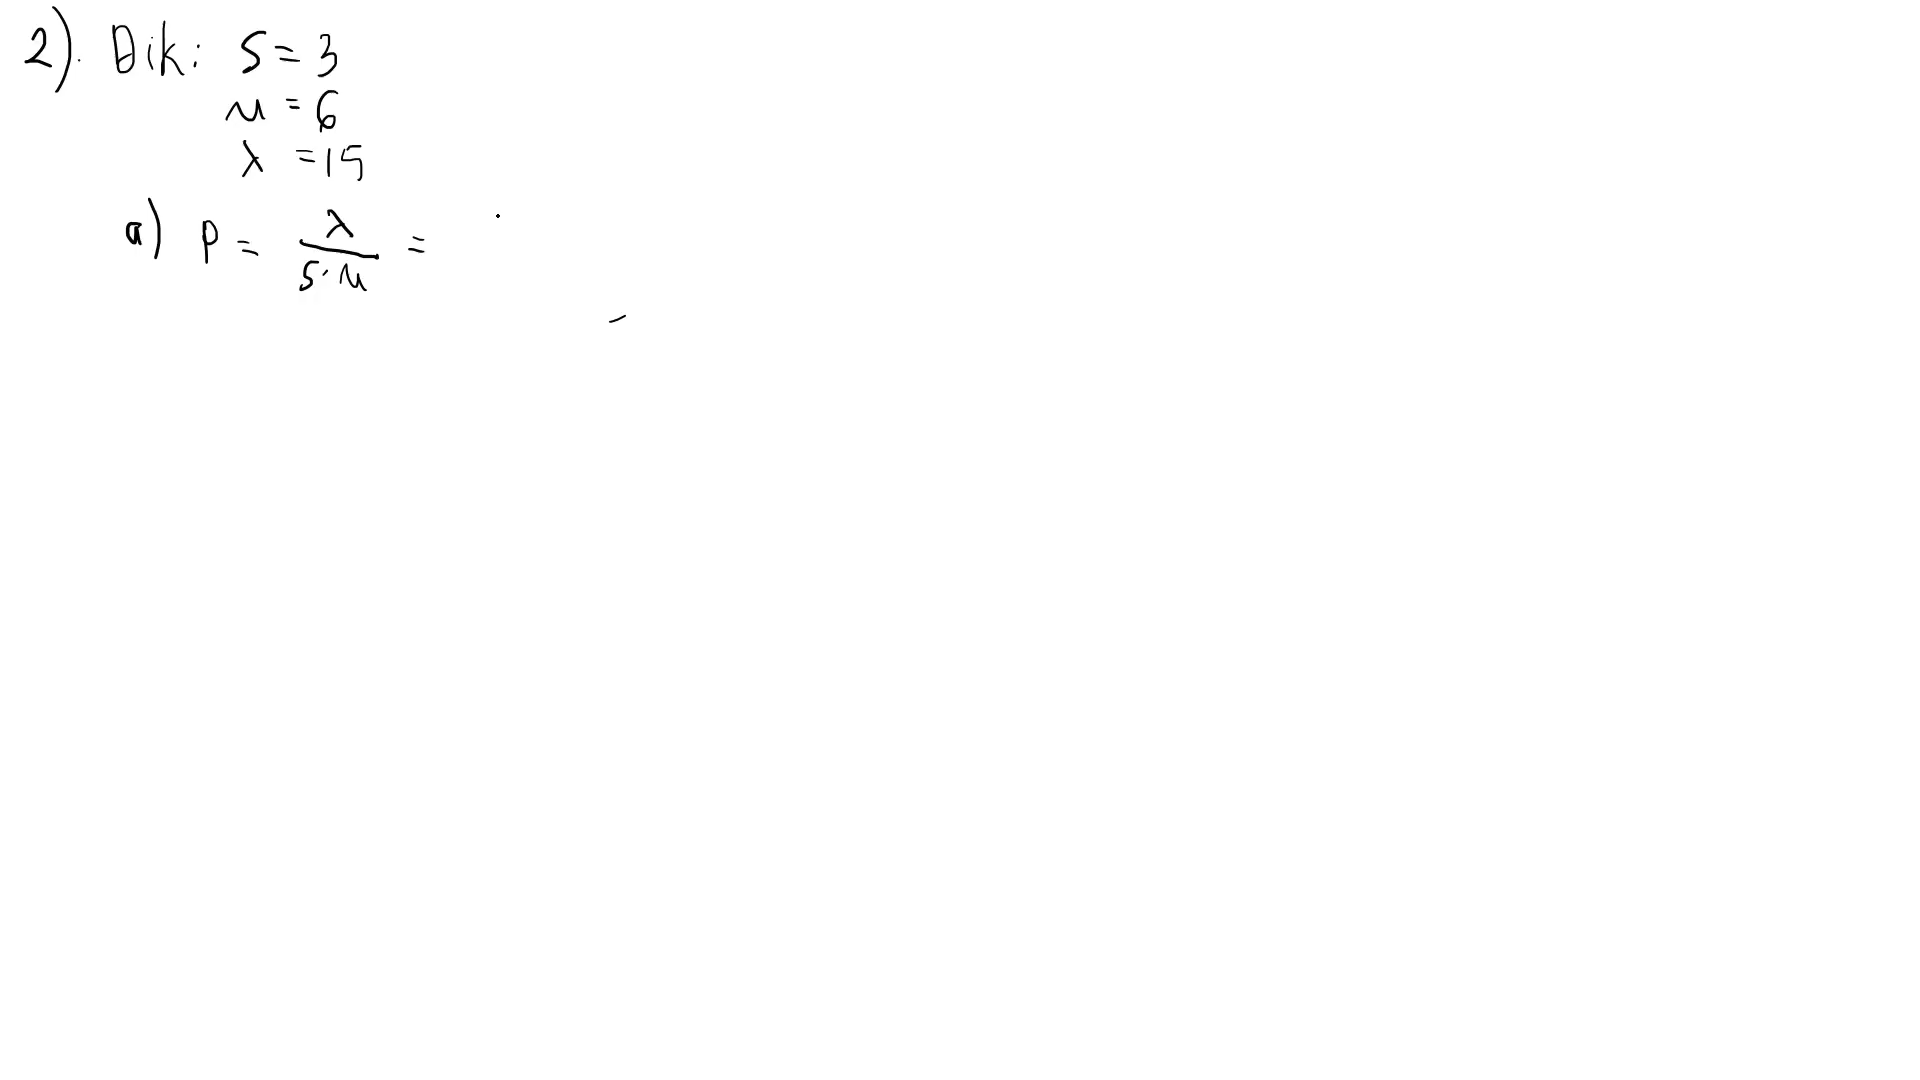 2). Dik: S = 3
μ = 6
λ = 15
a) P = λ / S·μ =